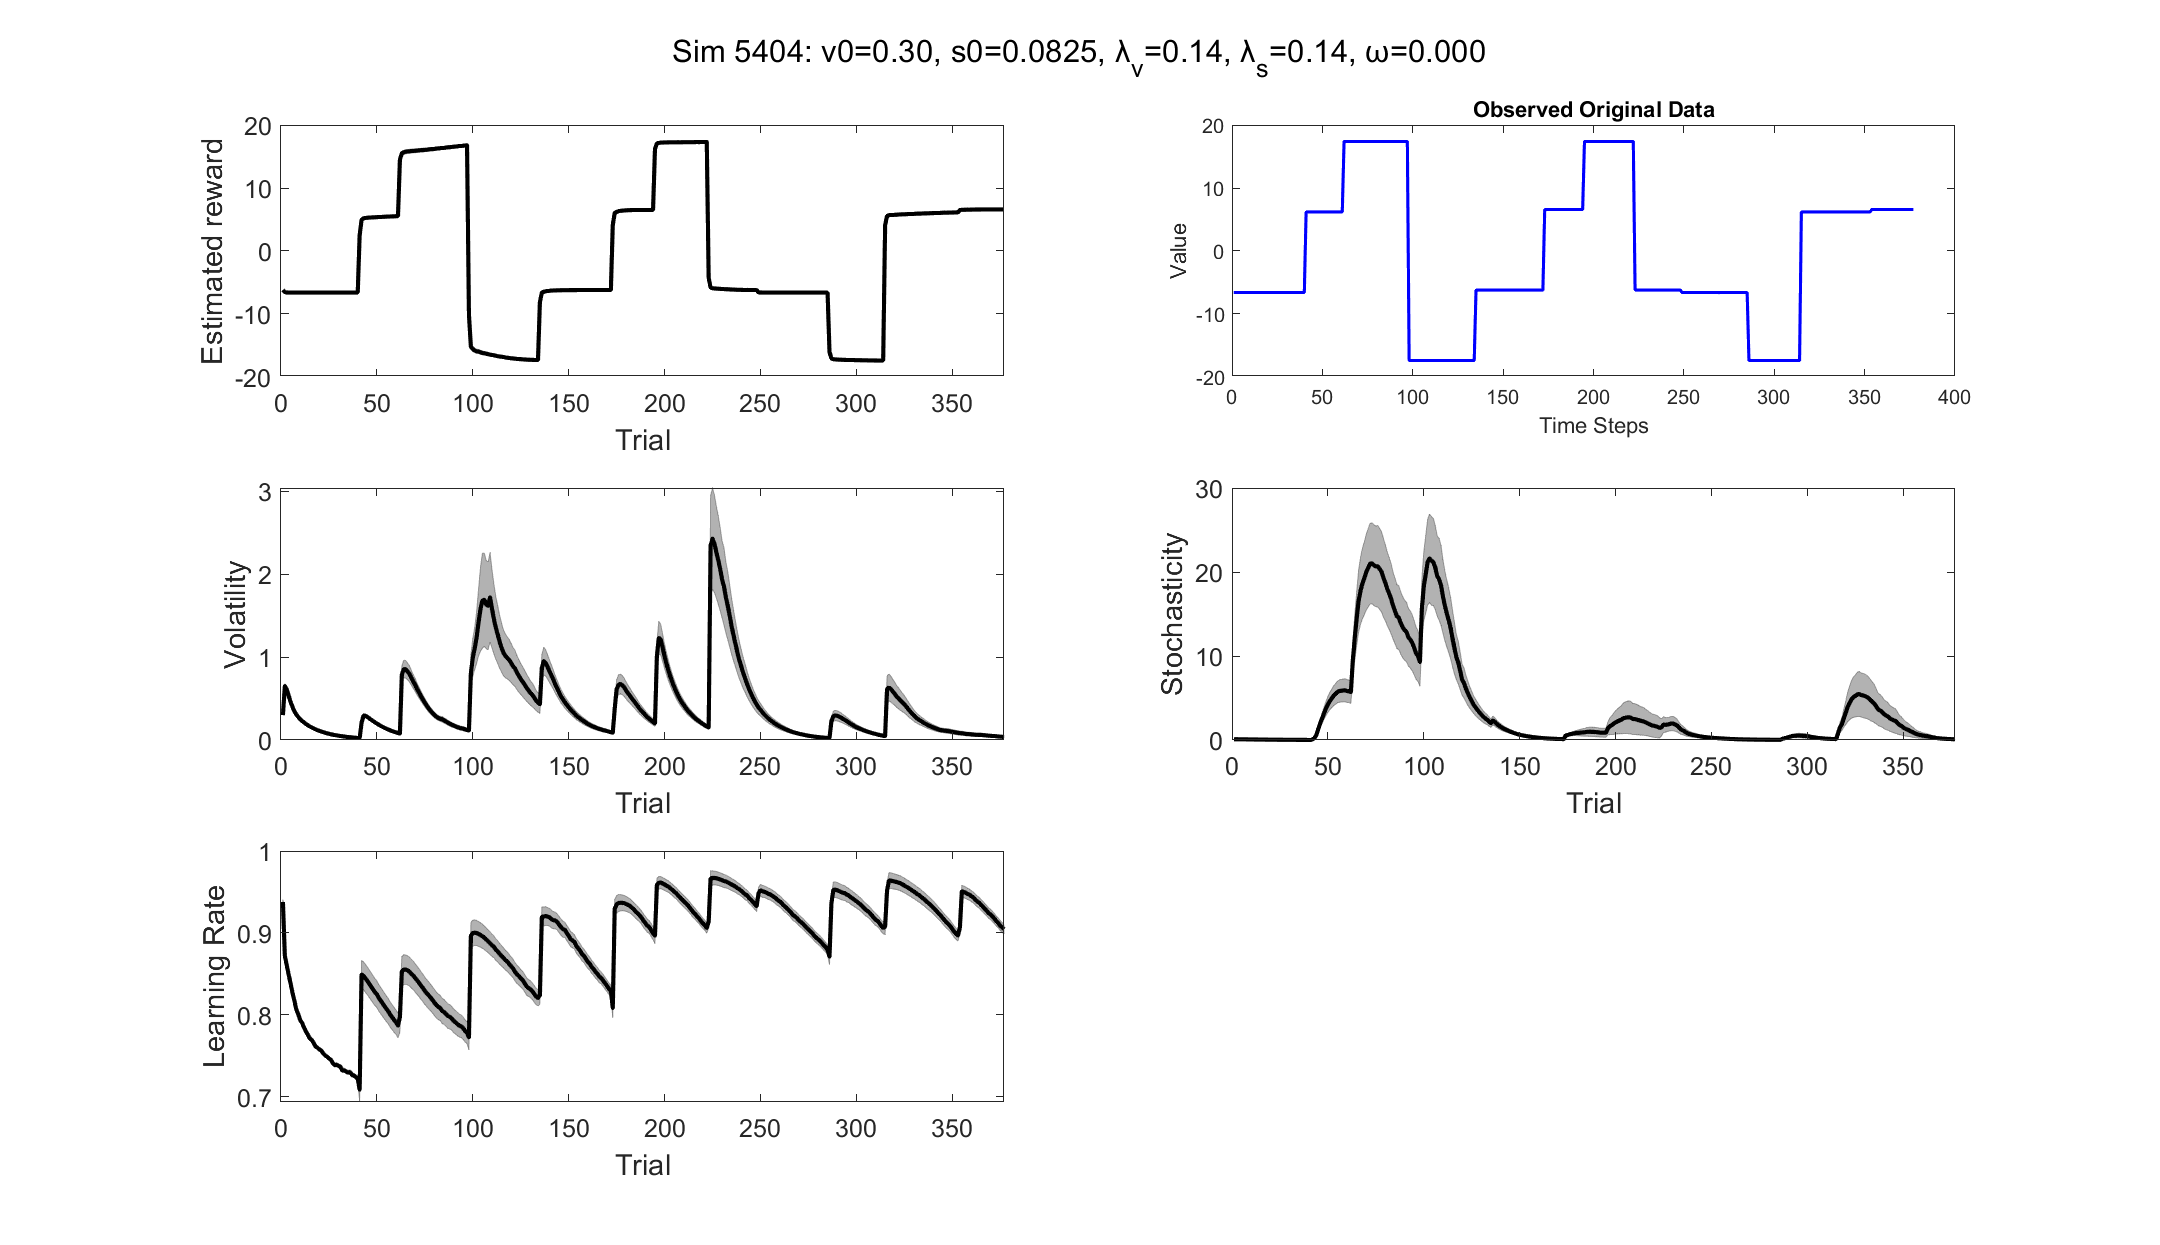 Sim 5404: v0=0.30, s0=0.0825, λv=0.14, λs=0.14, ω=0.000
Estimated reward
20
10
0
-10
-20
0 50 100 150 200 250 300 350
Trial
Observed Original Data
Value
20
10
0
-10
-20
0 50 100 150 200 250 300 350 400
Time Steps
Volatility
3
2
1
0
0 50 100 150 200 250 300 350
Trial
Stochasticity
30
20
10
0
0 50 100 150 200 250 300 350
Trial
Learning Rate
1
0.9
0.8
0.7
0 50 100 150 200 250 300 350
Trial